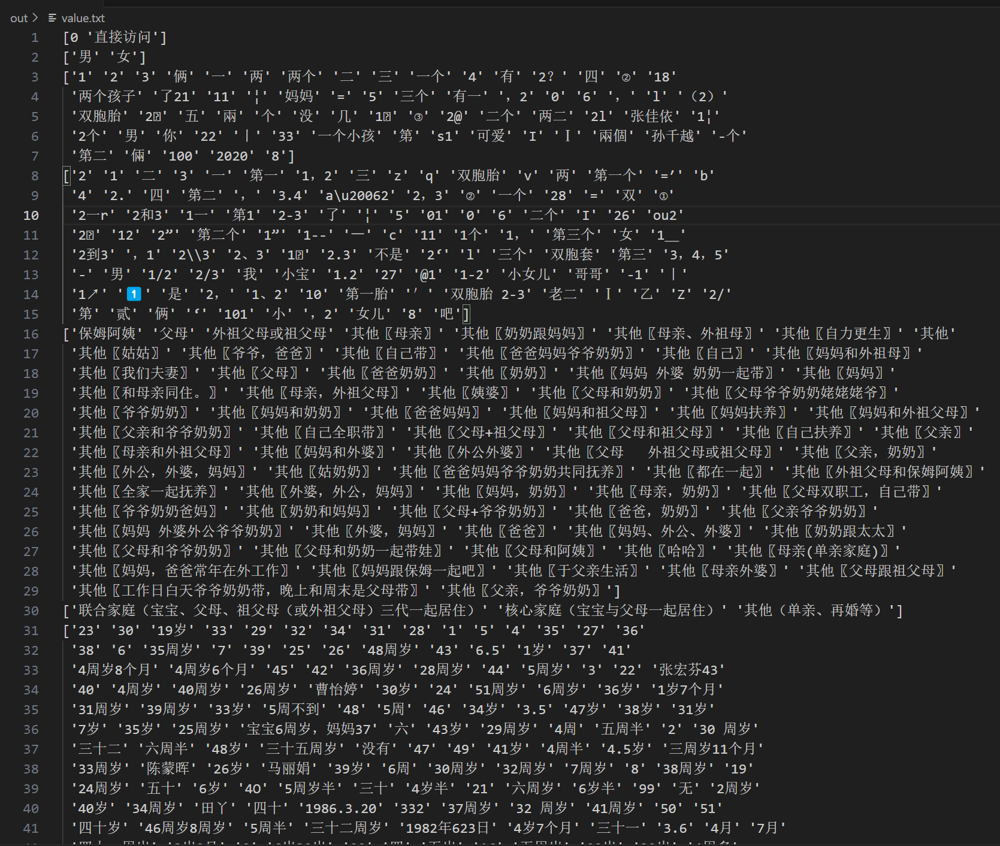 out > value.txt
1 [0 '直接访问']
2 ['男' '女']
3 ['1' '2' '3' '俩' '一' '两' '两个' '二' '三' '一个' '4' '有' '2？' '四' '②' '18'
4 '两个孩子' '了21' '11' '¦' '妈妈' '=' '5' '三个' '有一' '，2' '0' '6' '，' 'l' '（2）'
5 '双胞胎' '2' '五' '兩' '个' '没' '几' '1' '③' '2@' '二个' '两二' '2l' '张佳依' '1¦'
6 '2个' '男' '你' '22' '丨' '33' '一个小孩' '第' 's1' '可爱' 'I' 'Ⅰ' '兩個' '孙千越' '-个'
7 '第二' '倆' '100' '2020' '8']
8 ['2' '1' '二' '3' '一' '第一' '1，2' '三' 'z' 'q' '双胞胎' 'v' '两' '第一个' '=′' 'b'
9 '4' '2.' '四' '第二' '，' '3.4' 'a\u20062' '2，3' '②' '一个' '28' '=' '双' '①'
10 '2一r' '2和3' '1一' '第1' '2-3' '了' '¦' '5' '01' '0' '6' '二个' 'I' '26' 'ou2'
11 '2' '12' '2”' '第二个' '1”' '1--' '一' 'c' '11' '1个' '1，' '第三个' '女' '1__'
12 '2到3' '，1' '2\\3' '2、3' '1' '2.3' '不是' '2‘' 'l' '三个' '双胞套' '第三' '3，4，5'
13 '-' '男' '1/2' '2/3' '我' '小宝' '1.2' '27' '@1' '1-2' '小女儿' '哥哥' '-1' '丨'
14 '1↗' '1️⃣' '是' '2，' '1、2' '10' '第一胎' '′' '双胞胎 2-3' '老二' 'Ⅰ' '乙' 'Z' '2/'
15 '第' '贰' '俩' '‘' '101' '小' '，2' '女儿' '8' '吧']
16 ['保姆阿姨' '父母' '外祖父母或祖父母' '其他〖母亲〗' '其他〖奶奶跟妈妈〗' '其他〖母亲、外祖母〗' '其他〖自力更生〗' '其他'
17 '其他〖姑姑〗' '其他〖爷爷，爸爸〗' '其他〖自己带〗' '其他〖爸爸妈妈爷爷奶奶〗' '其他〖自己〗' '其他〖妈妈和外祖母〗'
18 '其他〖我们夫妻〗' '其他〖父母〗' '其他〖爸爸奶奶〗' '其他〖奶奶〗' '其他〖妈妈 外婆 奶奶一起带〗' '其他〖妈妈〗'
19 '其他〖和母亲同住。〗' '其他〖母亲，外祖父母〗' '其他〖姨婆〗' '其他〖父母和奶奶〗' '其他〖父母爷爷奶奶姥姥姥爷〗'
20 '其他〖爷爷奶奶〗' '其他〖妈妈和奶奶〗' '其他〖爸爸妈妈〗' '其他〖妈妈和祖父母〗' '其他〖妈妈扶养〗' '其他〖妈妈和外祖父母〗'
21 '其他〖父亲和爷爷奶奶〗' '其他〖自己全职带〗' '其他〖父母+祖父母〗' '其他〖父母和祖父母〗' '其他〖自己扶养〗' '其他〖父亲〗'
22 '其他〖母亲和外祖父母〗' '其他〖妈妈和外婆〗' '其他〖外公外婆〗' '其他〖父母   外祖父母或祖父母〗' '其他〖父亲，奶奶〗'
23 '其他〖外公，外婆，妈妈〗' '其他〖姑奶奶〗' '其他〖爸爸妈妈爷爷奶奶共同抚养〗' '其他〖都在一起〗' '其他〖外祖父母和保姆阿姨〗'
24 '其他〖全家一起抚养〗' '其他〖外婆，外公，妈妈〗' '其他〖妈妈，奶奶〗' '其他〖母亲，奶奶〗' '其他〖父母双职工，自己带〗'
25 '其他〖爷爷奶奶爸妈〗' '其他〖奶奶和妈妈〗' '其他〖父母+爷爷奶奶〗' '其他〖爸爸，奶奶〗' '其他〖父亲爷爷奶奶〗'
26 '其他〖妈妈 外婆外公爷爷奶奶〗' '其他〖外婆，妈妈〗' '其他〖爸爸〗' '其他〖妈妈、外公、外婆〗' '其他〖奶奶跟太太〗'
27 '其他〖父母和爷爷奶奶〗' '其他〖父母和奶奶一起带娃〗' '其他〖父母和阿姨〗' '其他〖哈哈〗' '其他〖母亲(单亲家庭)〗'
28 '其他〖妈妈，爸爸常年在外工作〗' '其他〖妈妈跟保姆一起吧〗' '其他〖于父亲生活〗' '其他〖母亲外婆〗' '其他〖父母跟祖父母〗'
29 '其他〖工作日白天爷爷奶奶带，晚上和周末是父母带〗' '其他〖父亲，爷爷奶奶〗']
30 ['联合家庭（宝宝、父母、祖父母（或外祖父母）三代一起居住）' '核心家庭（宝宝与父母一起居住）' '其他（单亲、再婚等）']
31 ['23' '30' '19岁' '33' '29' '32' '34' '31' '28' '1' '5' '4' '35' '27' '36'
32 '38' '6' '35周岁' '7' '39' '25' '26' '48周岁' '43' '6.5' '1岁' '37' '41'
33 '4周岁8个月' '4周岁6个月' '45' '42' '36周岁' '28周岁' '44' '5周岁' '3' '22' '张宏芬43'
34 '40' '4周岁' '40周岁' '26周岁' '曹怡婷' '30岁' '24' '51周岁' '6周岁' '36岁' '1岁7个月'
35 '31周岁' '39周岁' '33岁' '5周不到' '48' '5周' '46' '34岁' '3.5' '47岁' '38岁' '31岁'
36 '7岁' '35岁' '25周岁' '宝宝6周岁，妈妈37' '六' '43岁' '29周岁' '4周' '五周半' '2' '30 周岁'
37 '三十二' '六周半' '48岁' '三十五周岁' '没有' '47' '49' '41岁' '4周半' '4.5岁' '三周岁11个月'
38 '33周岁' '陈蒙晖' '26岁' '马丽娟' '39岁' '6周' '30周岁' '32周岁' '7周岁' '8' '38周岁' '19'
39 '24周岁' '五十' '6岁' '4O' '5周岁半' '三十' '4岁半' '21' '六周岁' '6岁半' '99' '无' '2周岁'
40 '40岁' '34周岁' '田丫' '四十' '1986.3.20' '332' '37周岁' '32 周岁' '41周岁' '50' '51'
41 '四十岁' '46周岁8周岁' '5周半' '三十二周岁' '1982年623日' '4岁7个月' '三十一' '3.6' '4月' '7月'